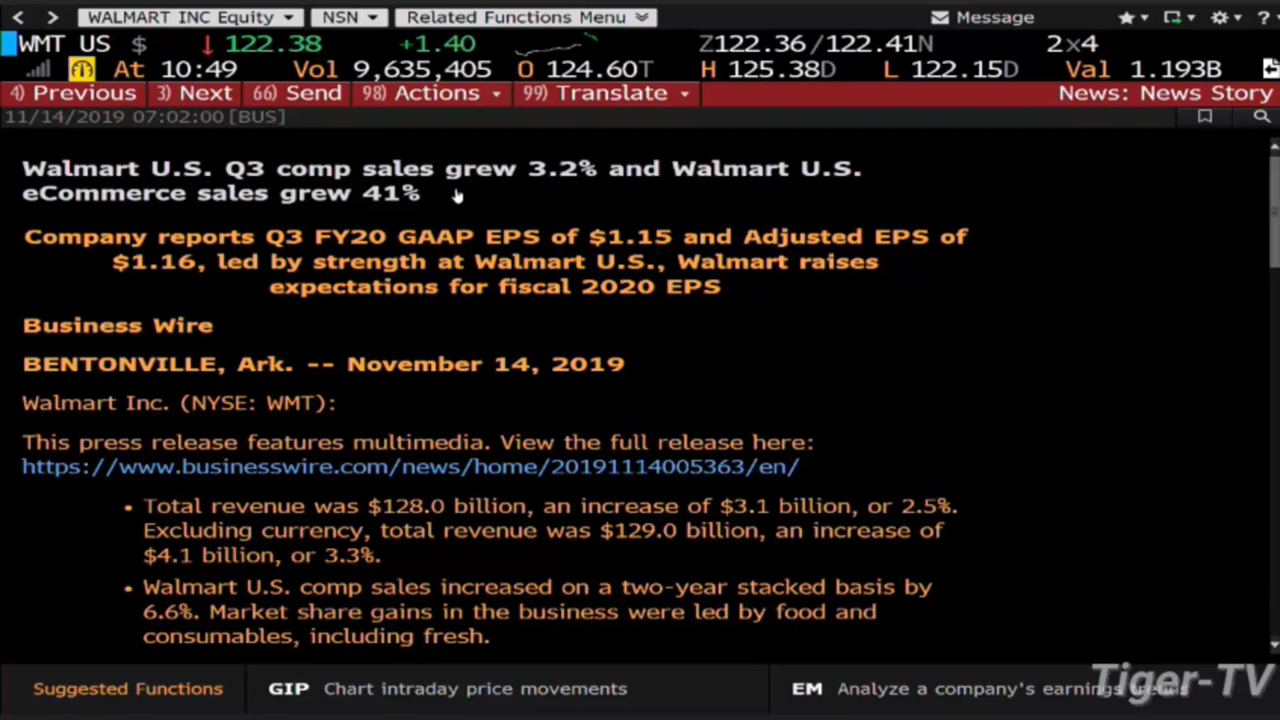 WALMART INC Equity NSN Related Functions Menu Message
WMT US $ ↓ 122.38 +1.40 Z122.36/122.41N 2x4
At 10:49 Vol 9,635,405 O 124.60T H 125.38D L 122.15D Val 1.193B
4) Previous 3) Next 66) Send 98) Actions 99) Translate News: News Story
11/14/2019 07:02:00 [BUS]
Walmart U.S. Q3 comp sales grew 3.2% and Walmart U.S.
eCommerce sales grew 41%
Company reports Q3 FY20 GAAP EPS of $1.15 and Adjusted EPS of
$1.16, led by strength at Walmart U.S., Walmart raises
expectations for fiscal 2020 EPS
Business Wire
BENTONVILLE, Ark. -- November 14, 2019
Walmart Inc. (NYSE: WMT):
This press release features multimedia. View the full release here:
https://www.businesswire.com/news/home/20191114005363/en/
• Total revenue was $128.0 billion, an increase of $3.1 billion, or 2.5%.
Excluding currency, total revenue was $129.0 billion, an increase of
$4.1 billion, or 3.3%.
• Walmart U.S. comp sales increased on a two-year stacked basis by
6.6%. Market share gains in the business were led by food and
consumables, including fresh.
Suggested Functions GIP Chart intraday price movements EM Analyze a company's earnings trends
Tiger-TV